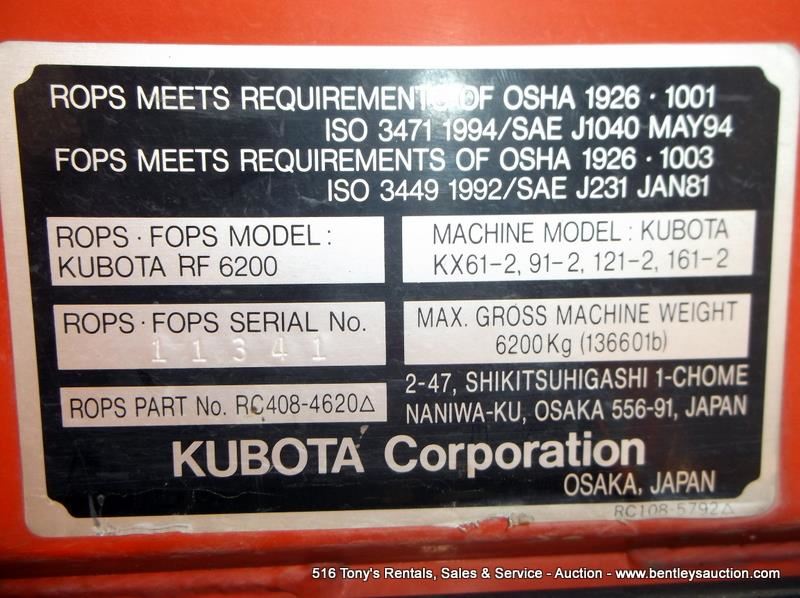 ROPS MEETS REQUIREMENTS OF OSHA 1926 · 1001
ISO 3471 1994/SAE J1040 MAY94
FOPS MEETS REQUIREMENTS OF OSHA 1926 · 1003
ISO 3449 1992/SAE J231 JAN81
ROPS · FOPS MODEL :
KUBOTA RF 6200
MACHINE MODEL : KUBOTA
KX61-2, 91-2, 121-2, 161-2
ROPS · FOPS SERIAL No.
11341
MAX. GROSS MACHINE WEIGHT
6200Kg (136601b)
ROPS PART No. RC408-4620△
2-47, SHIKITSUHIGASHI 1-CHOME
NANIWA-KU, OSAKA 556-91, JAPAN
KUBOTA Corporation
OSAKA, JAPAN
RC108-5792△
516 Tony's Rentals, Sales & Service - Auction - www.bentleysauction.com